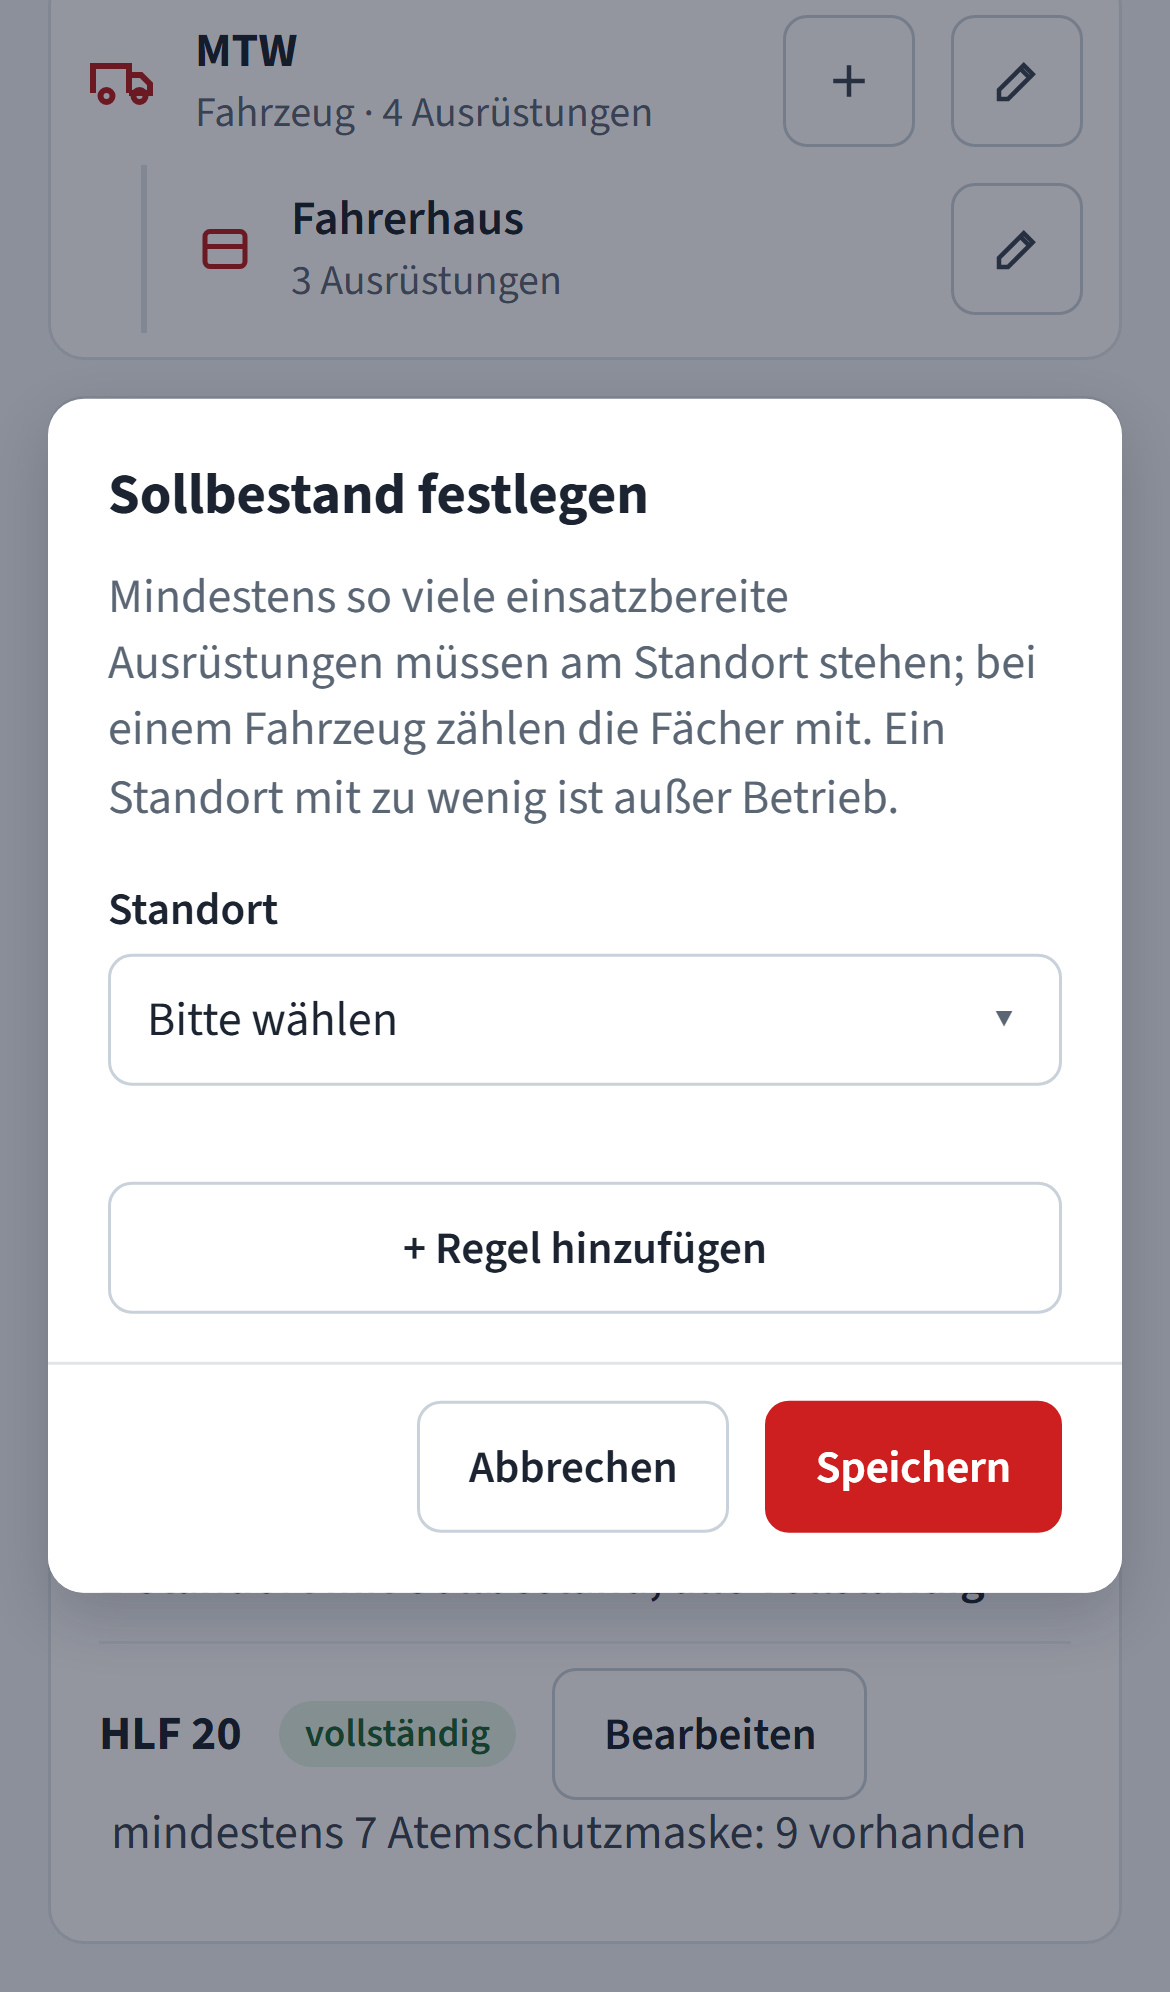 MTW
Fahrzeug · 4 Ausrüstungen
Fahrerhaus
3 Ausrüstungen
Sollbestand festlegen
Mindestens so viele einsatzbereite
Ausrüstungen müssen am Standort stehen; bei
einem Fahrzeug zählen die Fächer mit. Ein
Standort mit zu wenig ist außer Betrieb.
Standort
Bitte wählen
+ Regel hinzufügen
Abbrechen
Speichern
HLF 20
vollständig
Bearbeiten
mindestens 7 Atemschutzmaske: 9 vorhanden